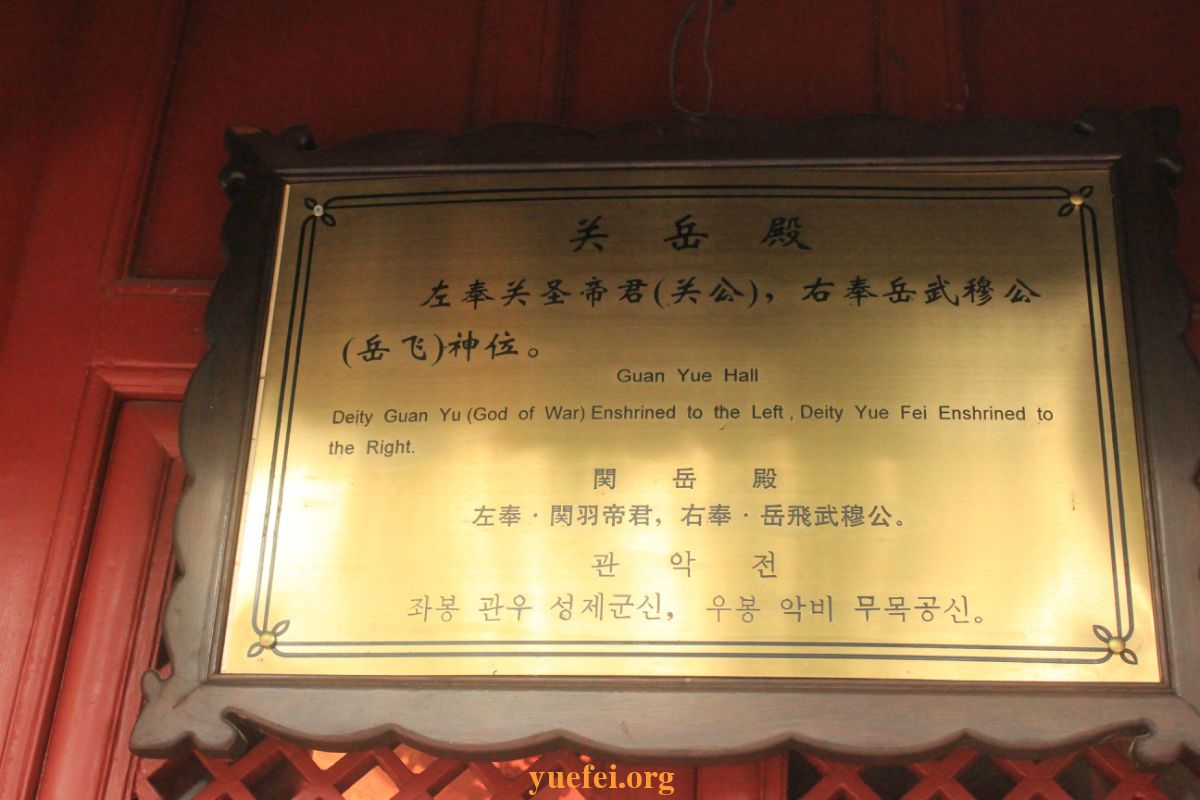 关岳殿
左奉关圣帝君(关公)，右奉岳武穆公
(岳飞)神位。
Guan Yue Hall
Deity Guan Yu (God of War) Enshrined to the Left , Deity Yue Fei Enshrined to
the Right.
関岳殿
左奉・関羽帝君，右奉・岳飛武穆公。
관악전
좌봉 관우 성제군신, 우봉 악비 무목공신。
yuefei.org